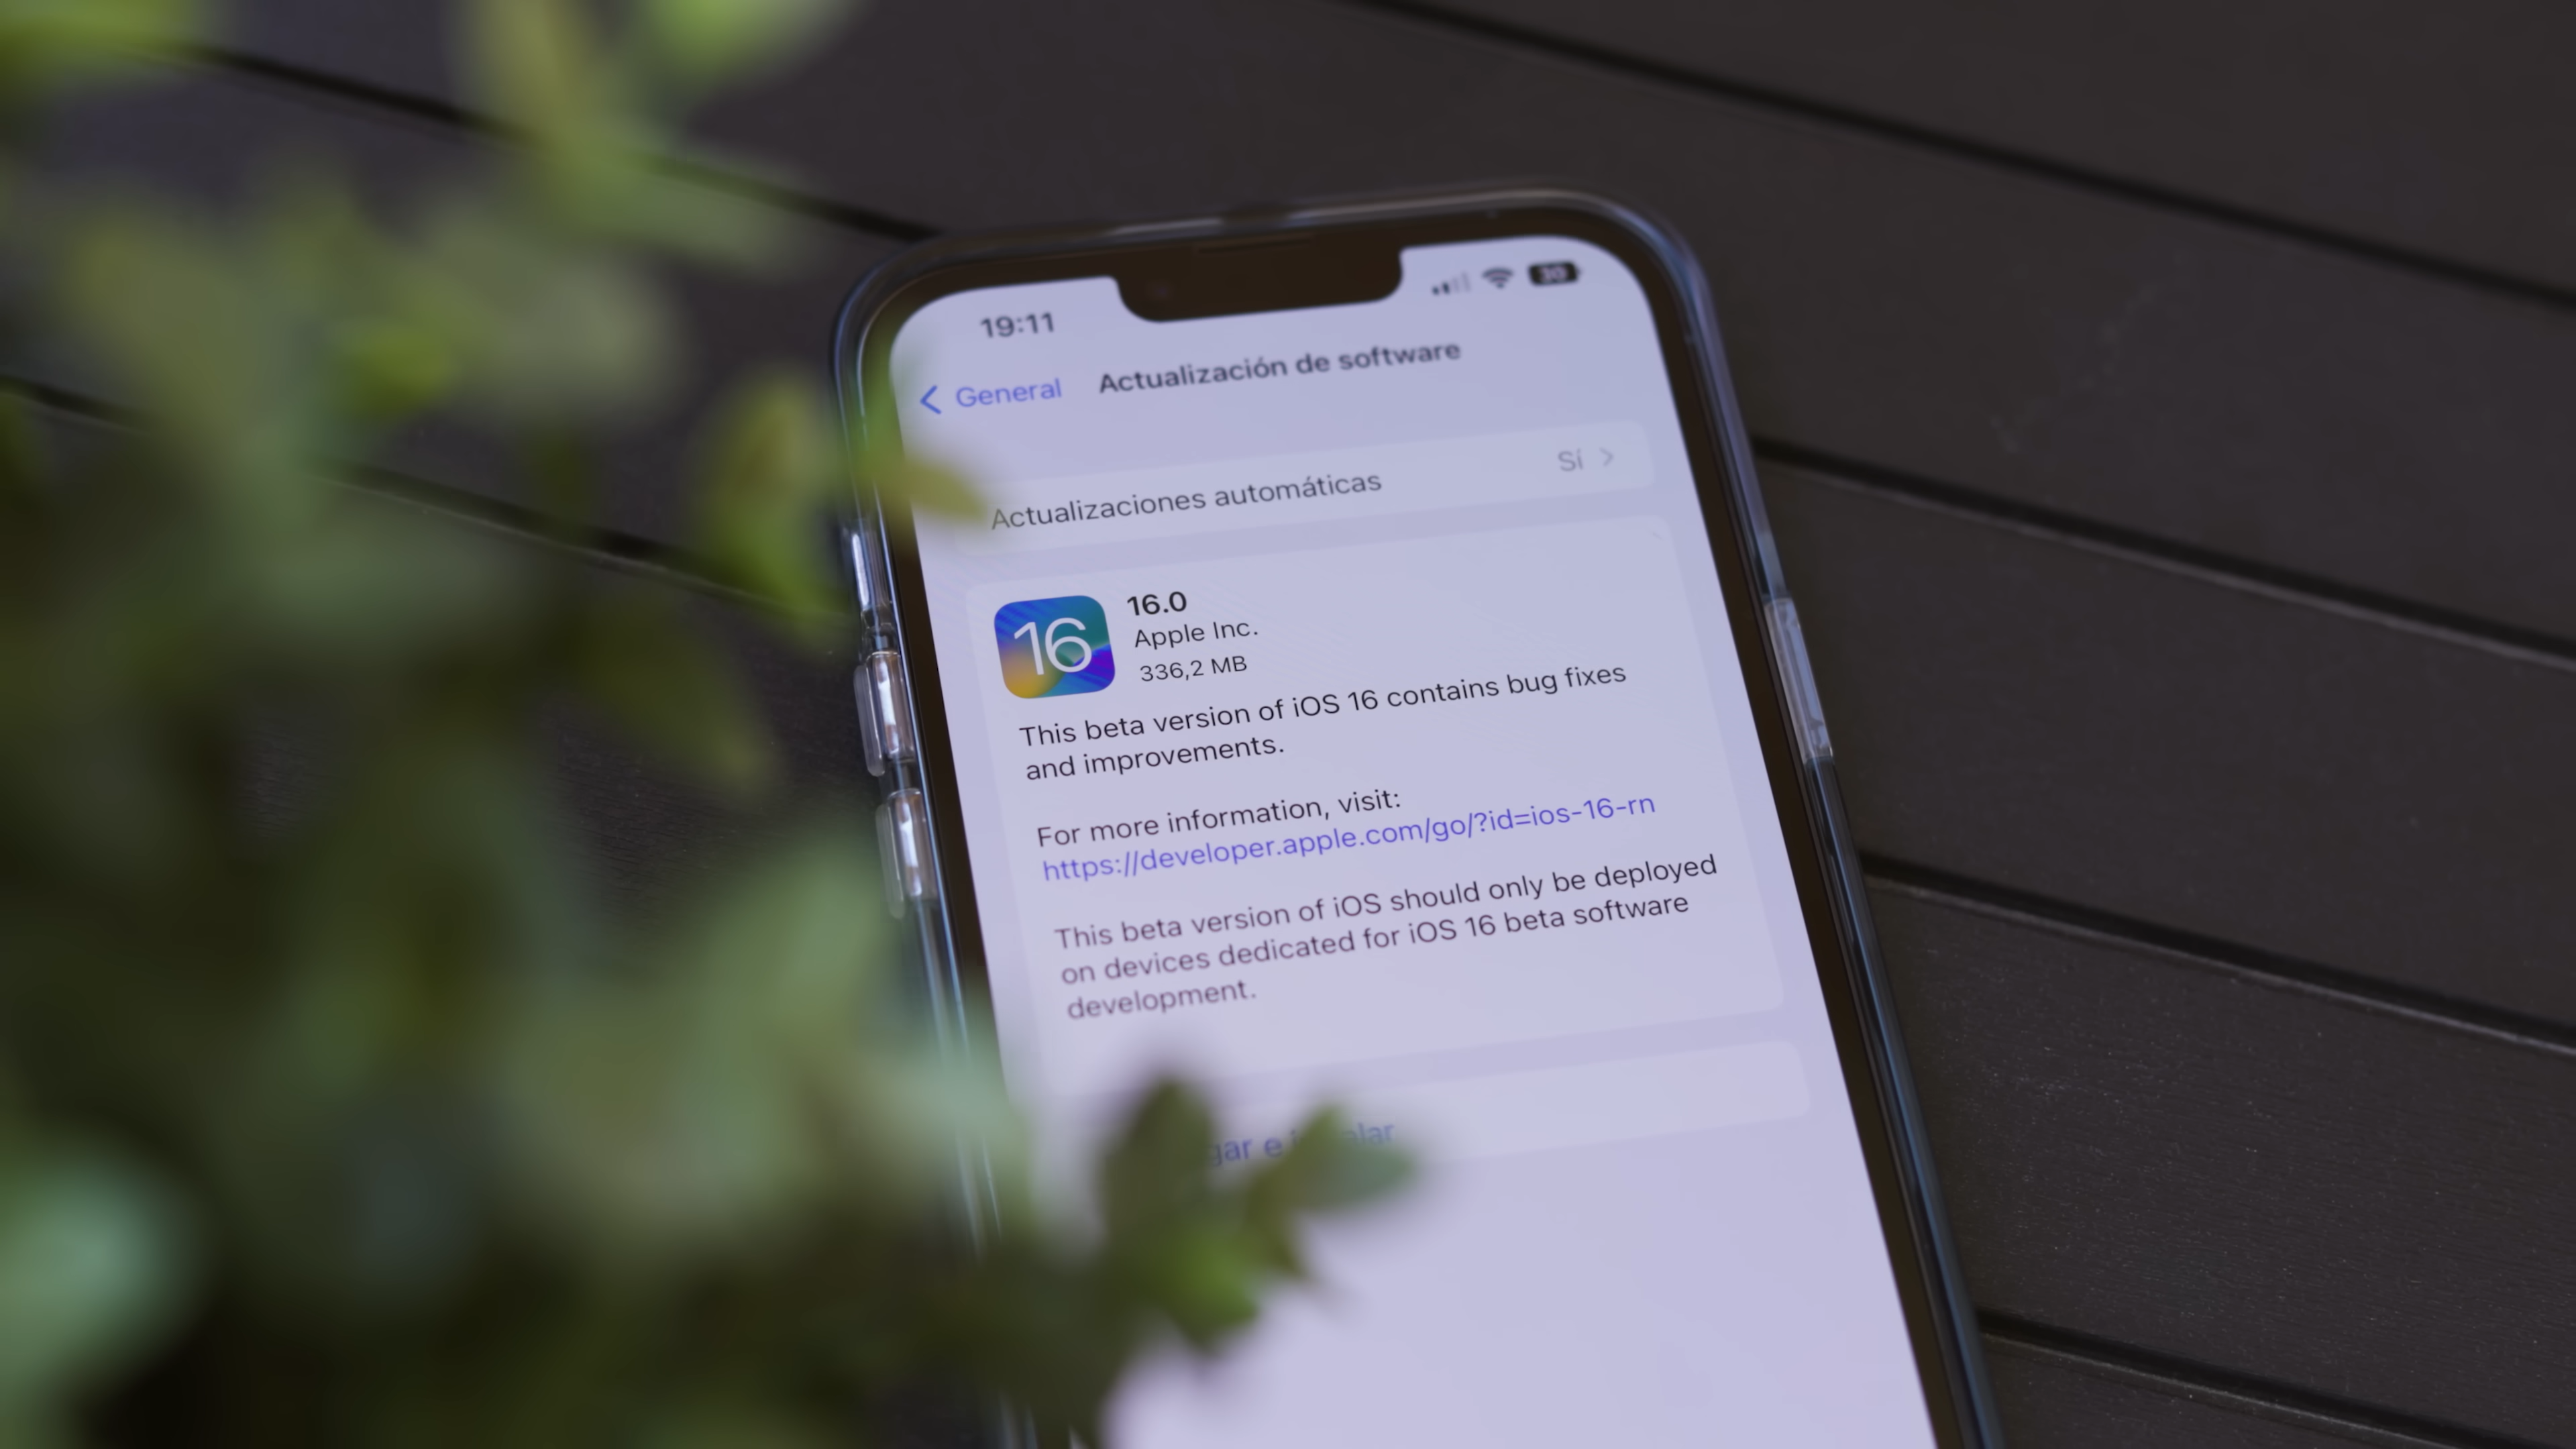 19:11
30
General
Actualización de software
Actualizaciones automáticas
Sí
16
16.0
Apple Inc.
336,2 MB
This beta version of iOS 16 contains bug fixes
and improvements.
For more information, visit:
https://developer.apple.com/go/?id=ios-16-rn
This beta version of iOS should only be deployed
on devices dedicated for iOS 16 beta software
development.
e